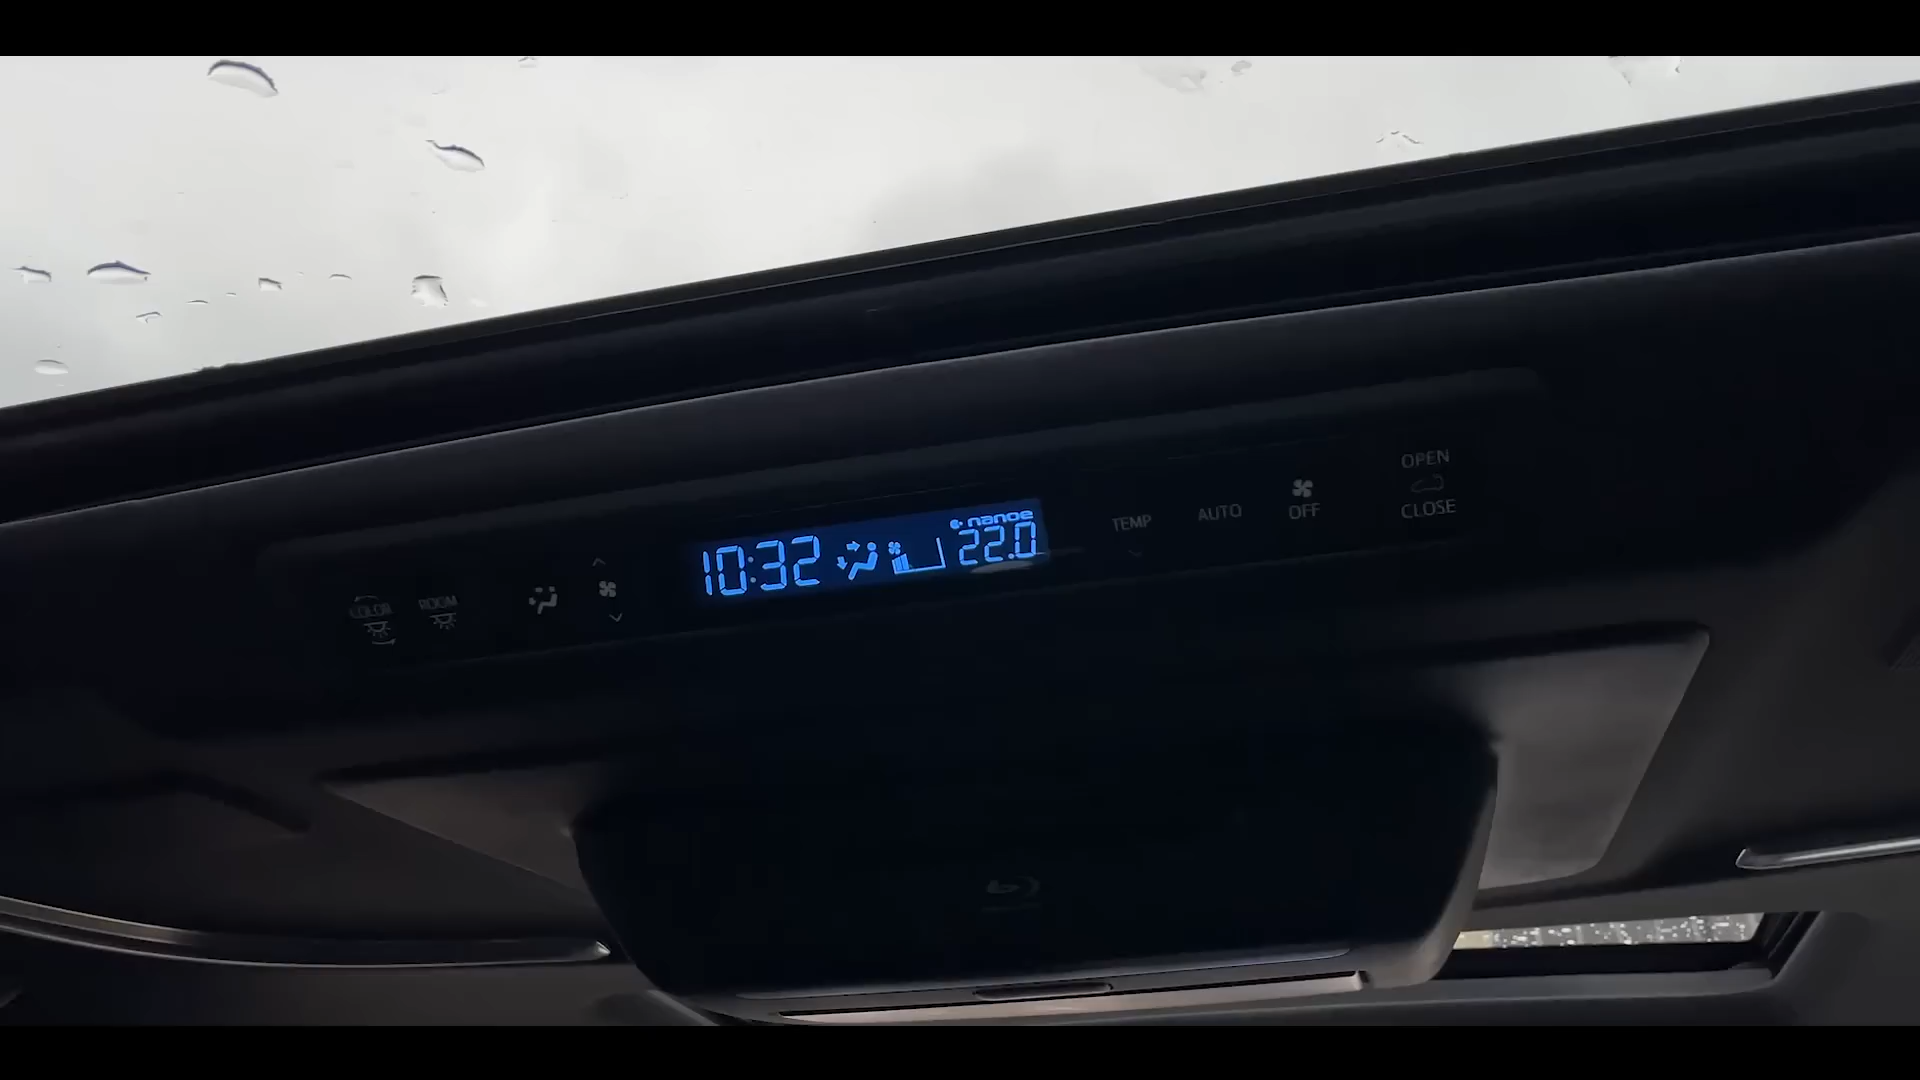 COLOR
ROOM
10:32
nanoe
22.0
TEMP
AUTO
OFF
OPEN
CLOSE